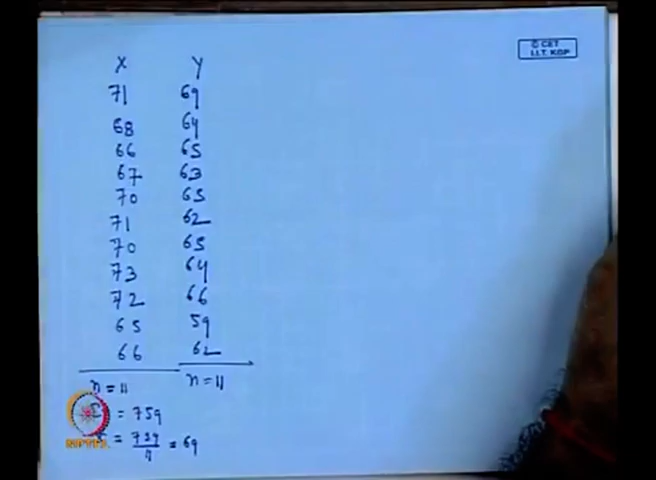 © CET
I.I.T. KGP
X Y
71 69
68 64
66 65
67 63
70 65
71 62
70 65
73 64
72 66
65 59
66 62
n = 11 n = 11
= 759
= 759/11 = 69
NPTEL